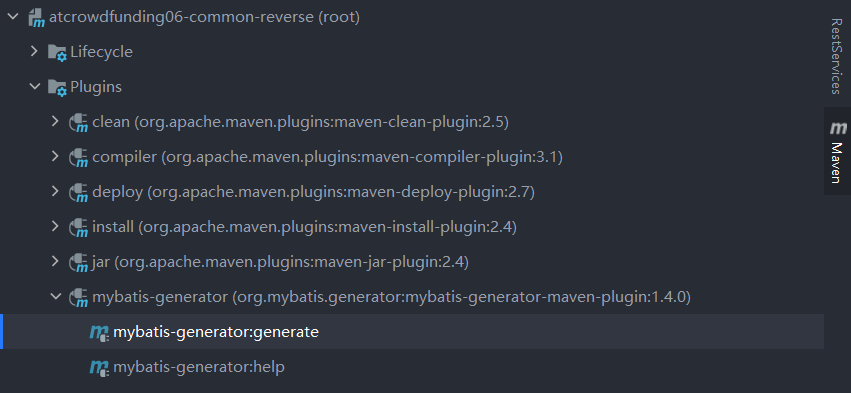 atcrowdfunding06-common-reverse (root)
Lifecycle
Plugins
clean (org.apache.maven.plugins:maven-clean-plugin:2.5)
compiler (org.apache.maven.plugins:maven-compiler-plugin:3.1)
deploy (org.apache.maven.plugins:maven-deploy-plugin:2.7)
install (org.apache.maven.plugins:maven-install-plugin:2.4)
jar (org.apache.maven.plugins:maven-jar-plugin:2.4)
mybatis-generator (org.mybatis.generator:mybatis-generator-maven-plugin:1.4.0)
mybatis-generator:generate
mybatis-generator:help
RestServices
Maven